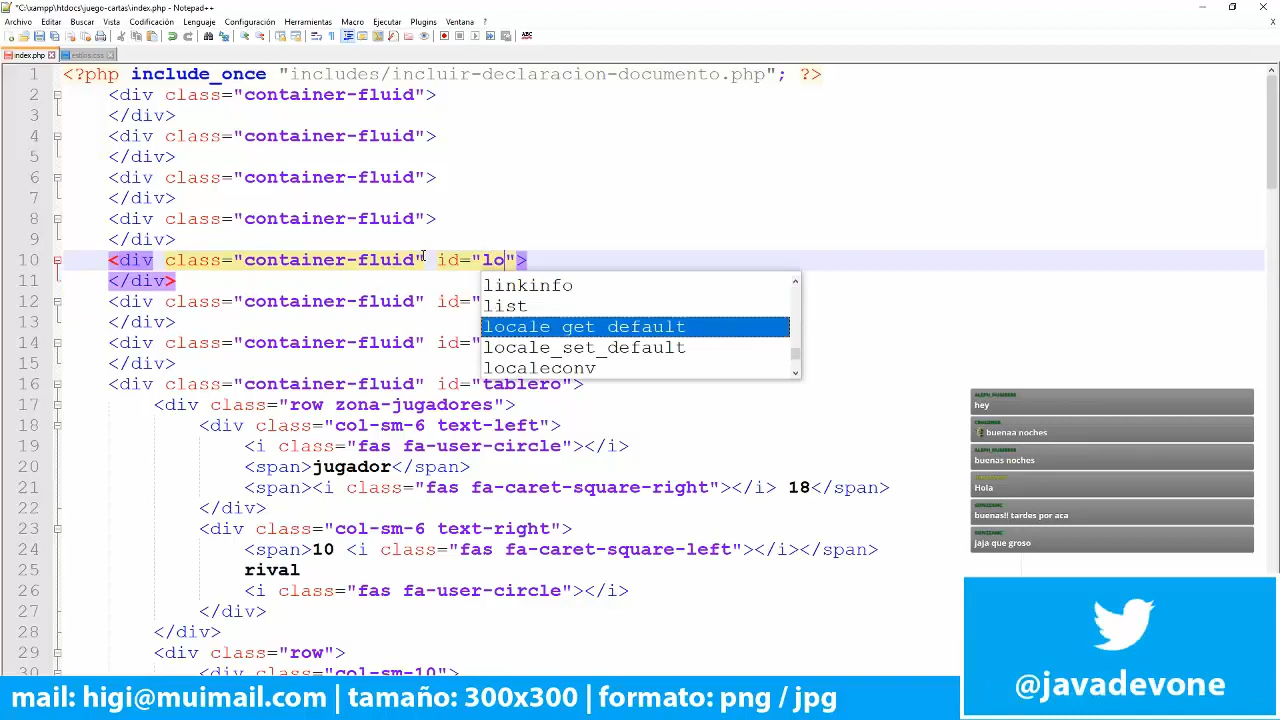 *C:\xampp\htdocs\juego-cartas\index.php - Notepad++
Archivo Editar Buscar Vista Codificación Lenguaje Configuración Herramientas Macro Ejecutar Plugins Ventana ?
index.php estilos.css
1 <?php include_once "includes/incluir-declaracion-documento.php"; ?>
2 <div class="container-fluid">
3 </div>
4 <div class="container-fluid">
5 </div>
6 <div class="container-fluid">
7 </div>
8 <div class="container-fluid">
9 </div>
10 <div class="container-fluid" id="lo">
11 </div>
12 <div class="container-fluid" id="
13 </div>
14 <div class="container-fluid" id="
15 </div>
16 <div class="container-fluid" id="tablero">
17 <div class="row zona-jugadores">
18 <div class="col-sm-6 text-left">
19 <i class="fas fa-user-circle"></i>
20 <span>jugador</span>
21 <span><i class="fas fa-caret-square-right"></i> 18</span>
22 </div>
23 <div class="col-sm-6 text-right">
24 <span>10 <i class="fas fa-caret-square-left"></i></span>
25 rival
26 <i class="fas fa-user-circle"></i>
27 </div>
28 </div>
29 <div class="row">
30 <div class="col-sm-10">
linkinfo
list
locale_get_default
locale_set_default
localeconv
hey
buenaa noches
buenas noches
Hola
buenas!! tardes por aca
jaja que groso
@javadevone
mail: higi@muimail.com | tamaño: 300x300 | formato: png / jpg